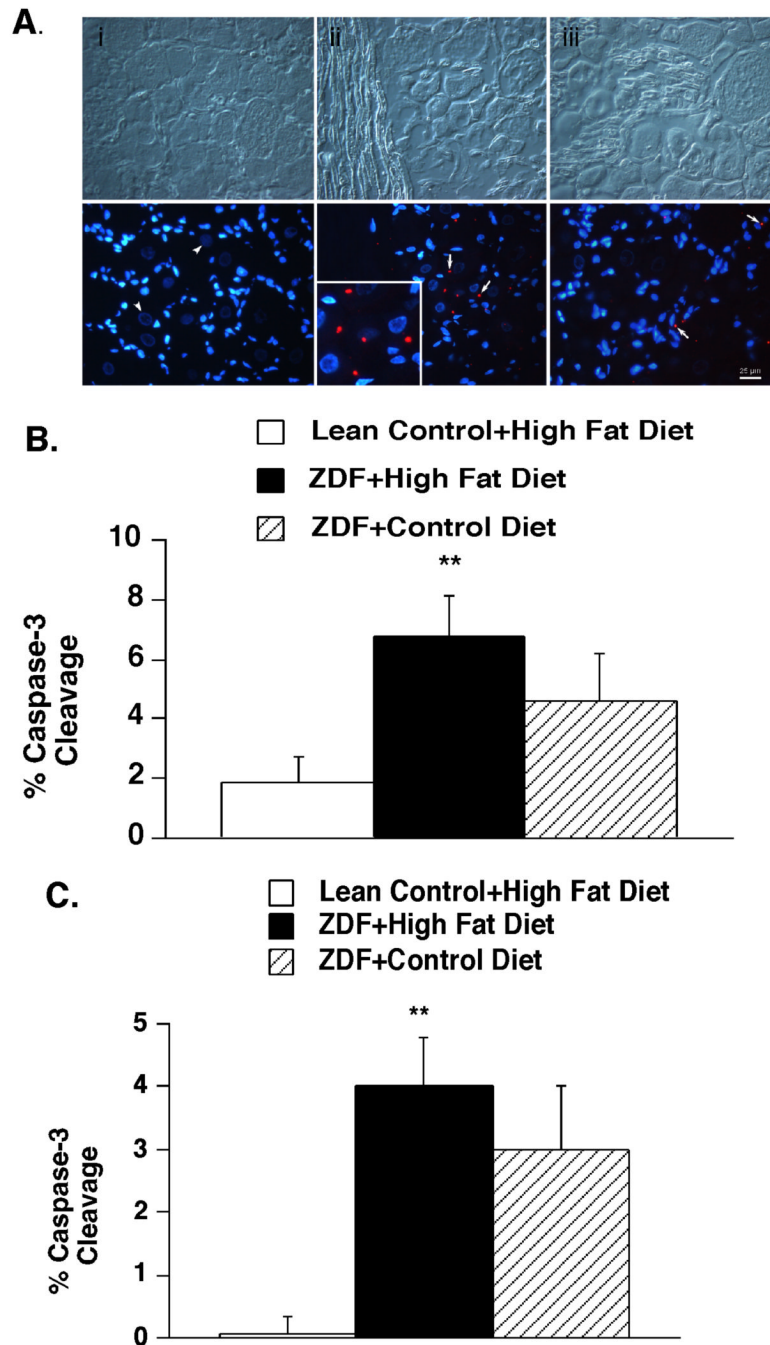 A.
i
ii
iii
25 µm
B.
Lean Control+High Fat Diet
ZDF+High Fat Diet
ZDF+Control Diet
% Caspase-3
Cleavage
10
8
6
4
2
0
**
C.
Lean Control+High Fat Diet
ZDF+High Fat Diet
ZDF+Control Diet
% Caspase-3
Cleavage
5
4
3
2
1
0
**